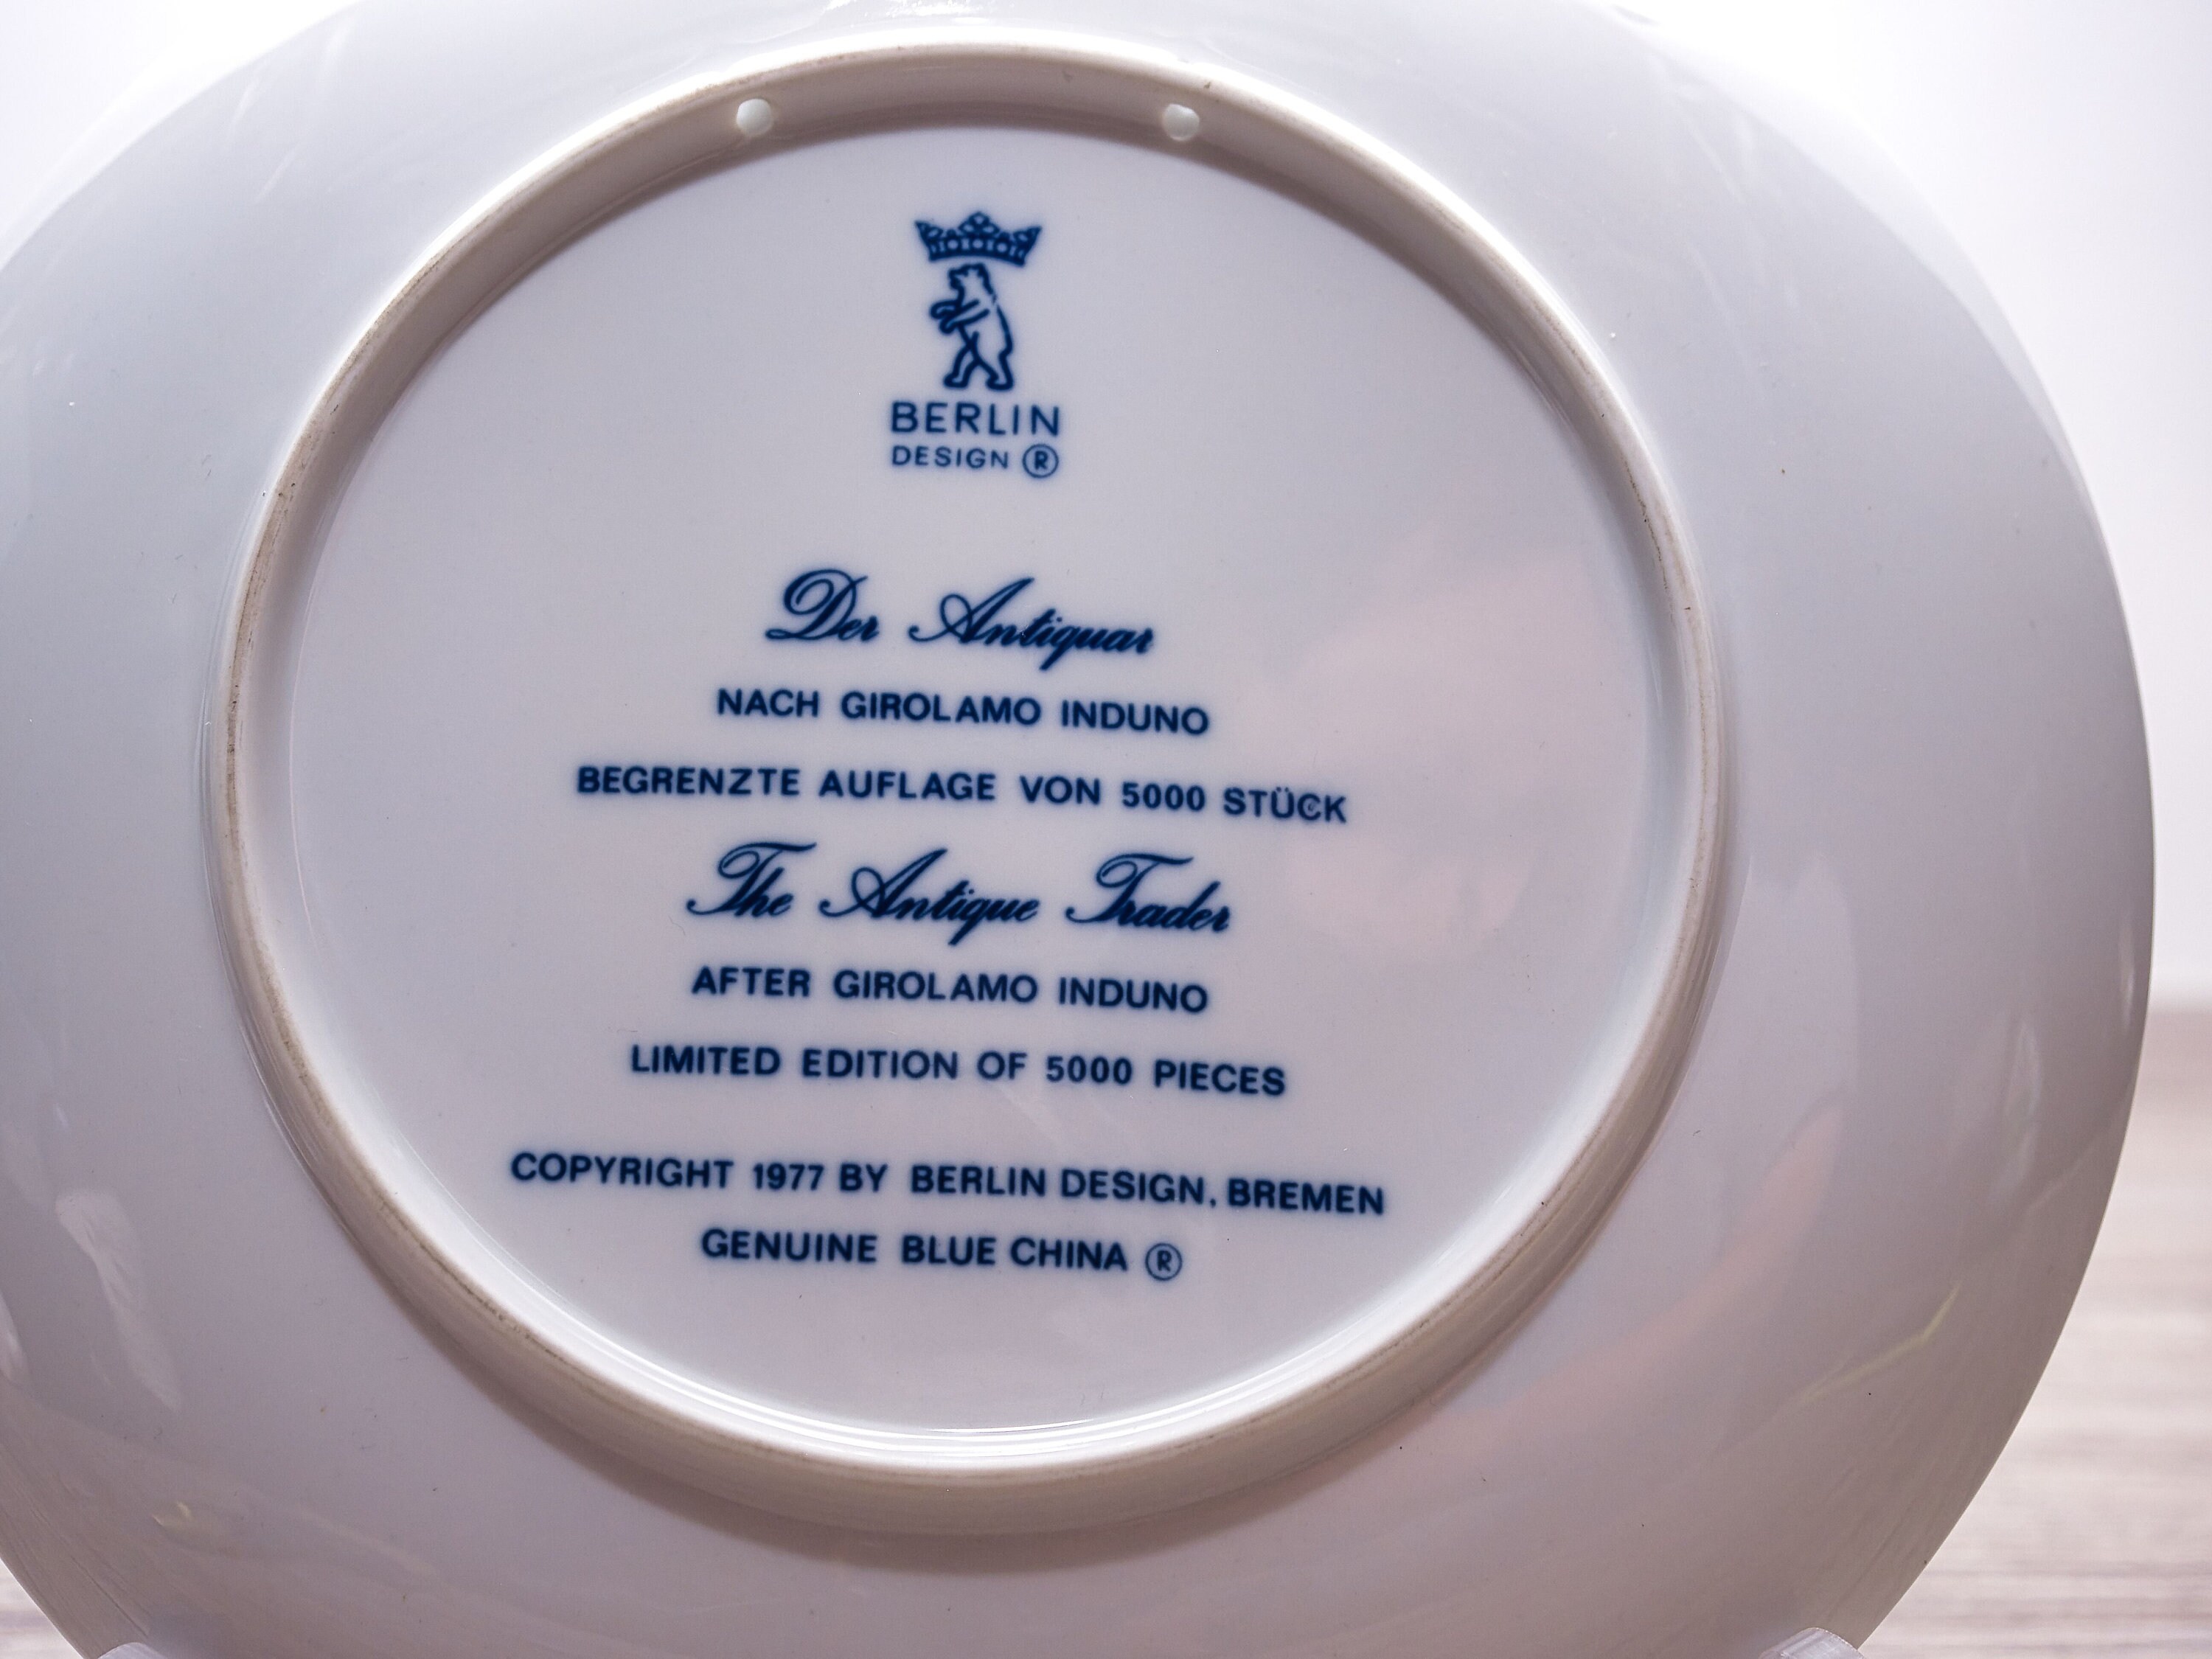 BERLIN
DESIGN ®
Der Antiquar
NACH GIROLAMO INDUNO
BEGRENZTE AUFLAGE VON 5000 STÜCK
The Antique Trader
AFTER GIROLAMO INDUNO
LIMITED EDITION OF 5000 PIECES
COPYRIGHT 1977 BY BERLIN DESIGN, BREMEN
GENUINE BLUE CHINA ®